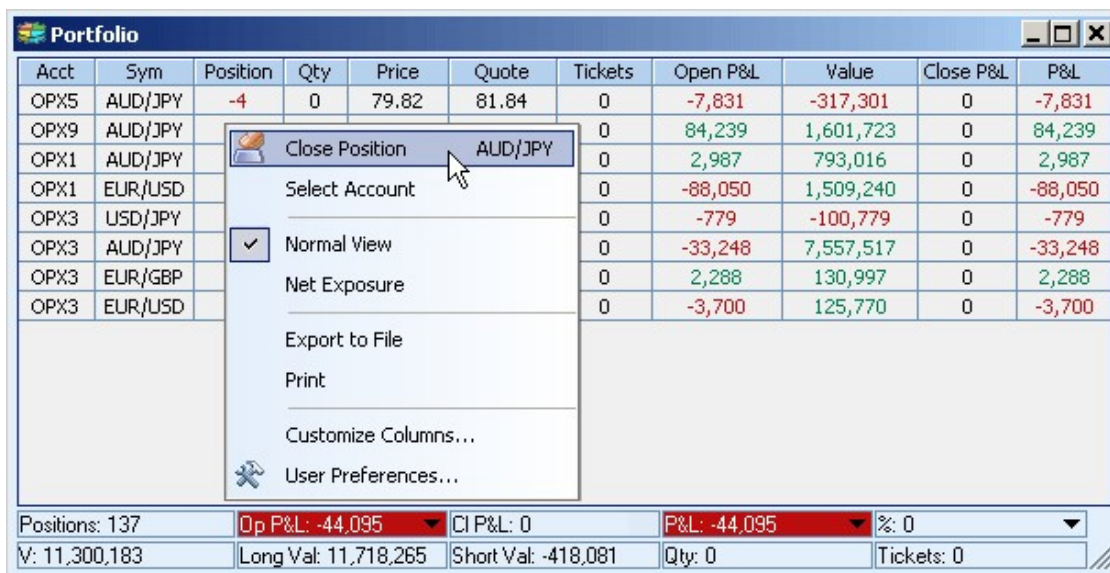 Portfolio
Acct Sym Position Qty Price Quote Tickets Open P&L Value Close P&L P&L
OPX5 AUD/JPY -4 0 79.82 81.84 0 -7,831 -317,301 0 -7,831
OPX9 AUD/JPY 0 84,239 1,601,723 0 84,239
OPX1 AUD/JPY 0 2,987 793,016 0 2,987
OPX1 EUR/USD 0 -88,050 1,509,240 0 -88,050
OPX3 USD/JPY 0 -779 -100,779 0 -779
OPX3 AUD/JPY 0 -33,248 7,557,517 0 -33,248
OPX3 EUR/GBP 0 2,288 130,997 0 2,288
OPX3 EUR/USD 0 -3,700 125,770 0 -3,700
Close Position AUD/JPY
Select Account
Normal View
Net Exposure
Export to File
Print
Customize Columns...
User Preferences...
Positions: 137 Op P&L: -44,095 Cl P&L: 0 P&L: -44,095 %: 0
V: 11,300,183 Long Val: 11,718,265 Short Val: -418,081 Qty: 0 Tickets: 0